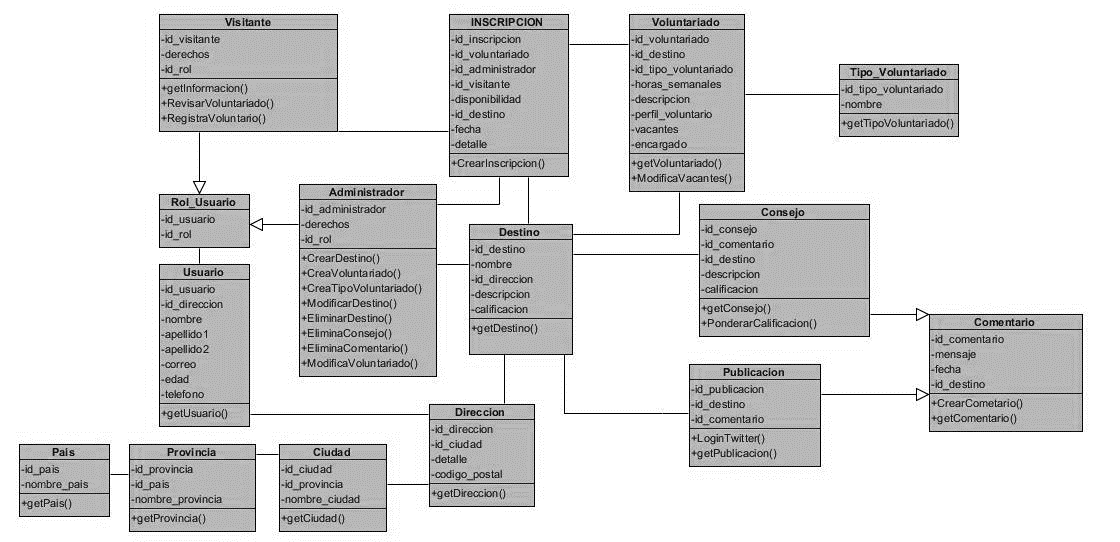 Visitante
-id_visitante
-derechos
-id_rol
+getInformacion()
+RevisarVoluntariado()
+RegistraVoluntario()
INSCRIPCION
-id_inscripcion
-id_voluntariado
-id_administrador
-id_visitante
-disponibilidad
-id_destino
-fecha
-detalle
+CrearInscripcion()
Voluntariado
-id_voluntariado
-id_destino
-id_tipo_voluntariado
-horas_semanales
-descripcion
-perfil_voluntario
-vacantes
-encargado
+getVoluntariado()
+ModificaVacantes()
Tipo_Voluntariado
-id_tipo_voluntariado
-nombre
+getTipoVoluntariado()
Rol_Usuario
-id_usuario
-id_rol
Administrador
-id_administrador
-derechos
-id_rol
+CrearDestino()
+CreaVoluntariado()
+CreaTipoVoluntariado()
+ModificarDestino()
+EliminarDestino()
+EliminaConsejo()
+EliminaComentario()
+ModificaVoluntariado()
Destino
-id_destino
-nombre
-id_direccion
-descripcion
-calificacion
+getDestino()
Consejo
-id_consejo
-id_comentario
-id_destino
-descripcion
-calificacion
+getConsejo()
+PonderarCalificacion()
Usuario
-id_usuario
-id_direccion
-nombre
-apellido1
-apellido2
-correo
-edad
-telefono
+getUsuario()
Comentario
-id_comentario
-mensaje
-fecha
-id_destino
+CrearCometario()
+getComentario()
Publicacion
-id_publicacion
-id_destino
-id_comentario
+LoginTwitter()
+getPublicacion()
Direccion
-id_direccion
-id_ciudad
-detalle
-codigo_postal
+getDireccion()
Pais
-id_pais
-nombre_pais
+getPais()
Provincia
-id_provincia
-id_pais
-nombre_provincia
+getProvincia()
Ciudad
-id_ciudad
-id_provincia
-nombre_ciudad
+getCiudad()